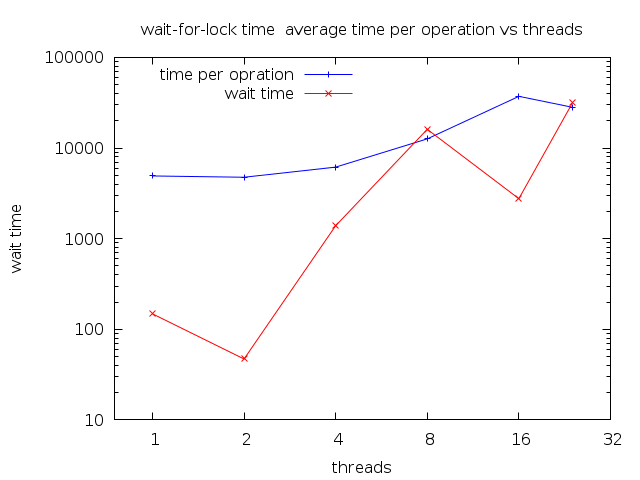 wait-for-lock time  average time per operation vs threads
100000
10000
1000
100
10
time per opration
wait time
wait time
1
2
4
8
16
32
threads